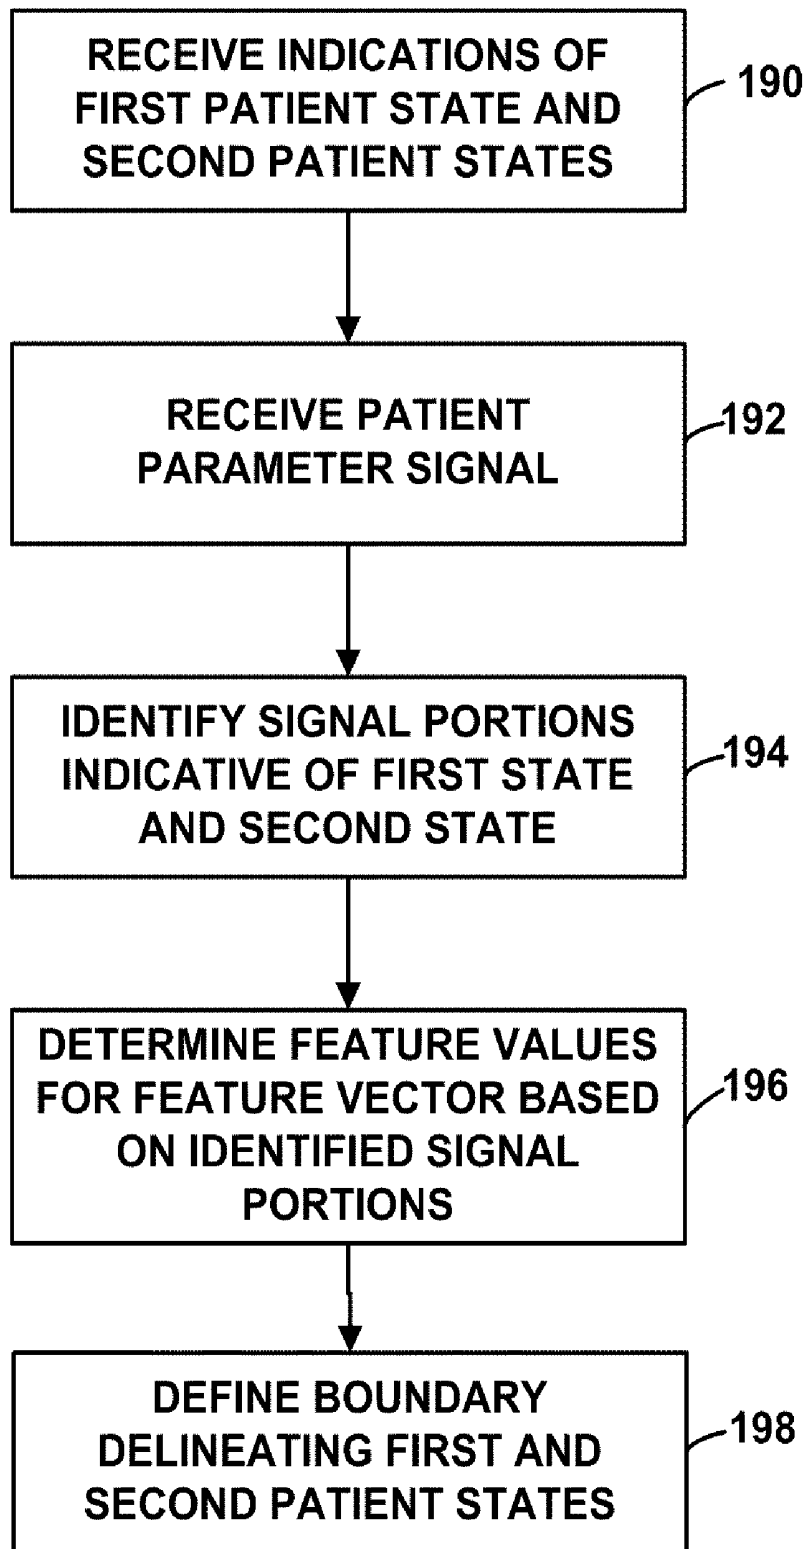 RECEIVE INDICATIONS OF
FIRST PATIENT STATE AND
SECOND PATIENT STATES
190
RECEIVE PATIENT
PARAMETER SIGNAL
192
IDENTIFY SIGNAL PORTIONS
INDICATIVE OF FIRST STATE
AND SECOND STATE
194
DETERMINE FEATURE VALUES
FOR FEATURE VECTOR BASED
ON IDENTIFIED SIGNAL
PORTIONS
196
DEFINE BOUNDARY
DELINEATING FIRST AND
SECOND PATIENT STATES
198